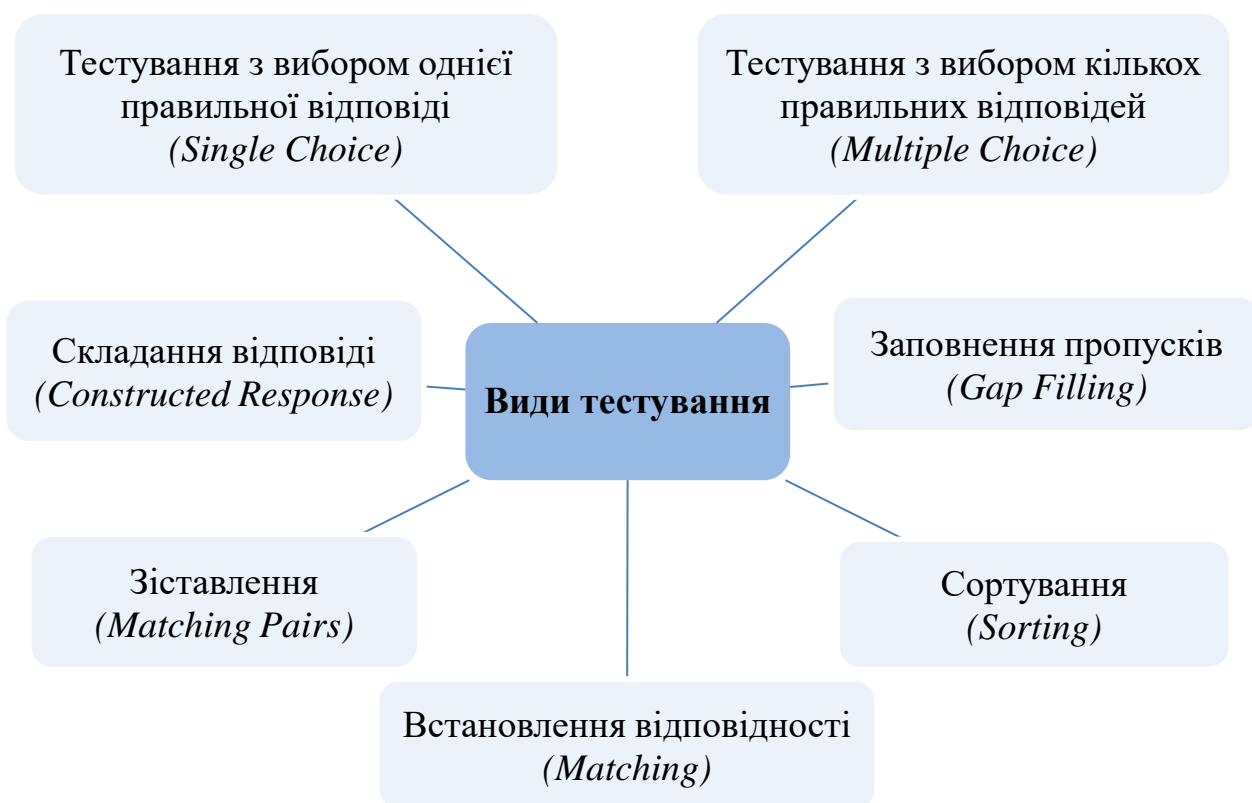 Тестування з вибором однієї
правильної відповіді
(Single Choice)
Тестування з вибором кількох
правильних відповідей
(Multiple Choice)
Складання відповіді
(Constructed Response)
Види тестування
Заповнення пропусків
(Gap Filling)
Зіставлення
(Matching Pairs)
Сортування
(Sorting)
Встановлення відповідності
(Matching)